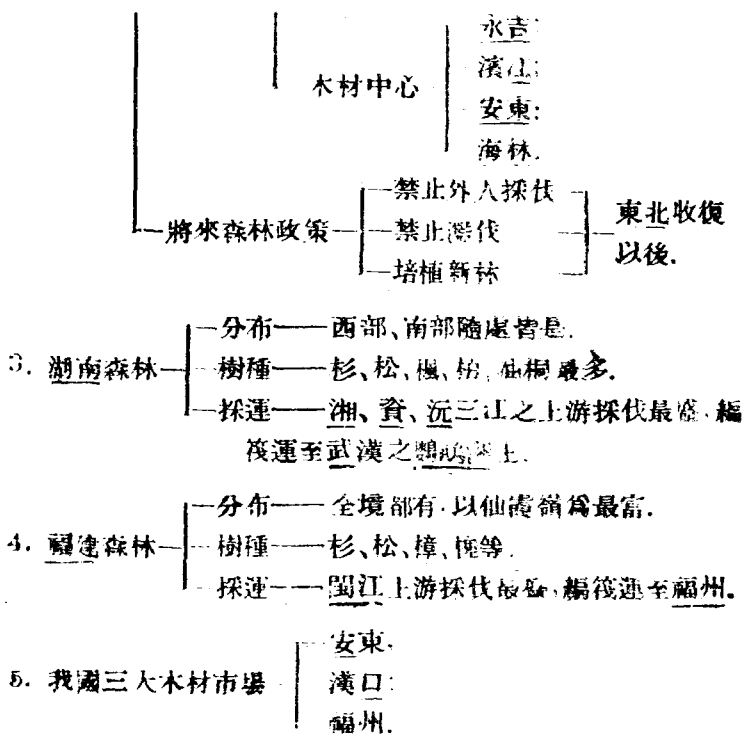 永吉
濱江
木材中心
安東:
海林.
禁止外人採伐
將來森林政策 禁止濫伐 東北收復
以後.
培植新林
分布——西部、南部隨處皆是.
3. 湖南森林 樹種——杉、松、楓、桐最多.
採運——湘、資、沅三江之上游採伐最盛,編
筏運至武漢之鸚鵡洲上.
分布——全境都有.以仙霞嶺為最富.
4. 福建森林 樹種——杉、松、樟、等.
採運——閩江上游採伐最,編筏運至福州.
安東.
5. 我國三大木材市場 漢口
福州.